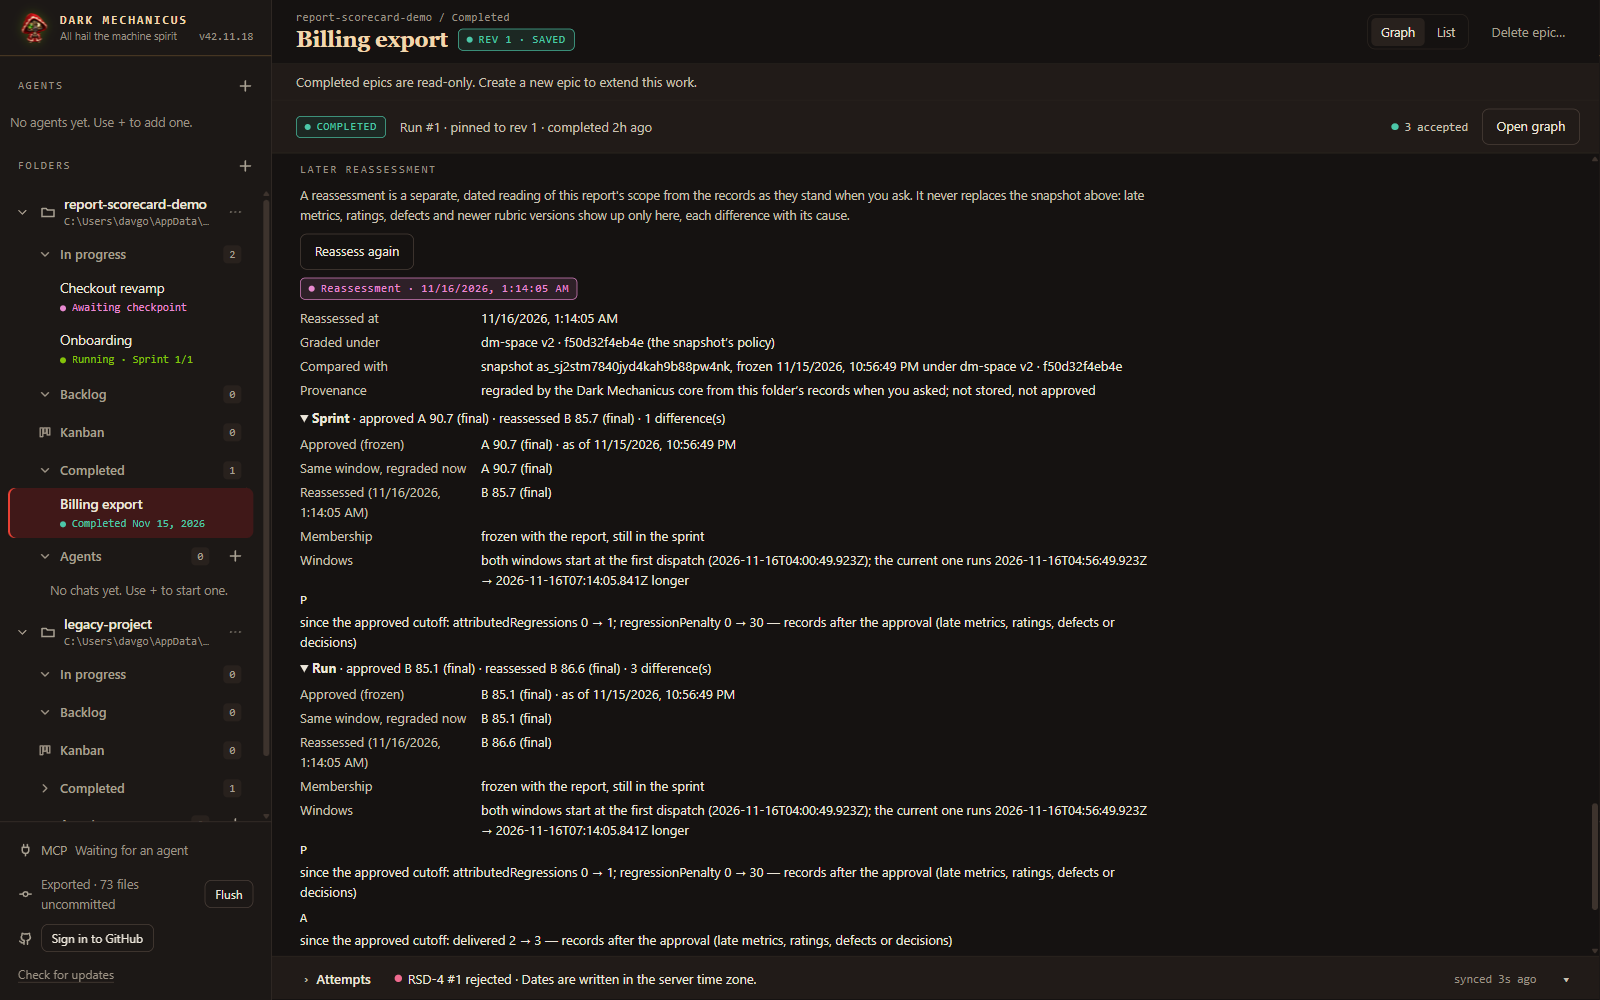 DARK MECHANICUS
All hail the machine spirit v42.11.18
AGENTS
No agents yet. Use + to add one.
FOLDERS
report-scorecard-demo
C:\Users\davgo\AppData\…
In progress 2
Checkout revamp
Awaiting checkpoint
Onboarding
Running · Sprint 1/1
Backlog 0
Kanban 0
Completed 1
Billing export
Completed Nov 15, 2026
Agents 0
No chats yet. Use + to start one.
legacy-project
C:\Users\davgo\AppData\…
In progress 0
Backlog 0
Kanban 0
Completed 1
MCP Waiting for an agent
Exported · 73 files
uncommitted
Flush
Sign in to GitHub
Check for updates
report-scorecard-demo / Completed
Billing export
REV 1 · SAVED
Graph List Delete epic...
Completed epics are read-only. Create a new epic to extend this work.
COMPLETED Run #1 · pinned to rev 1 · completed 2h ago
3 accepted Open graph
LATER REASSESSMENT
A reassessment is a separate, dated reading of this report's scope from the records as they stand when you ask. It never replaces the snapshot above: late
metrics, ratings, defects and newer rubric versions show up only here, each difference with its cause.
Reassess again
Reassessment · 11/16/2026, 1:14:05 AM
Reassessed at 11/16/2026, 1:14:05 AM
Graded under dm-space v2 · f50d32f4eb4e (the snapshot's policy)
Compared with snapshot as_sj2stm7840jyd4kah9b88pw4nk, frozen 11/15/2026, 10:56:49 PM under dm-space v2 · f50d32f4eb4e
Provenance regraded by the Dark Mechanicus core from this folder's records when you asked; not stored, not approved
▾ Sprint · approved A 90.7 (final) · reassessed B 85.7 (final) · 1 difference(s)
Approved (frozen) A 90.7 (final) · as of 11/15/2026, 10:56:49 PM
Same window, regraded now A 90.7 (final)
Reassessed (11/16/2026, B 85.7 (final)
1:14:05 AM)
Membership frozen with the report, still in the sprint
Windows both windows start at the first dispatch (2026-11-16T04:00:49.923Z); the current one runs 2026-11-16T04:56:49.923Z
→ 2026-11-16T07:14:05.841Z longer
P
since the approved cutoff: attributedRegressions 0 → 1; regressionPenalty 0 → 30 — records after the approval (late metrics, ratings, defects or
decisions)
▾ Run · approved B 85.1 (final) · reassessed B 86.6 (final) · 3 difference(s)
Approved (frozen) B 85.1 (final) · as of 11/15/2026, 10:56:49 PM
Same window, regraded now B 85.1 (final)
Reassessed (11/16/2026, B 86.6 (final)
1:14:05 AM)
Membership frozen with the report, still in the sprint
Windows both windows start at the first dispatch (2026-11-16T04:00:49.923Z); the current one runs 2026-11-16T04:56:49.923Z
→ 2026-11-16T07:14:05.841Z longer
P
since the approved cutoff: attributedRegressions 0 → 1; regressionPenalty 0 → 30 — records after the approval (late metrics, ratings, defects or
decisions)
A
since the approved cutoff: delivered 2 → 3 — records after the approval (late metrics, ratings, defects or decisions)
› Attempts RSD-4 #1 rejected · Dates are written in the server time zone.
synced 3s ago